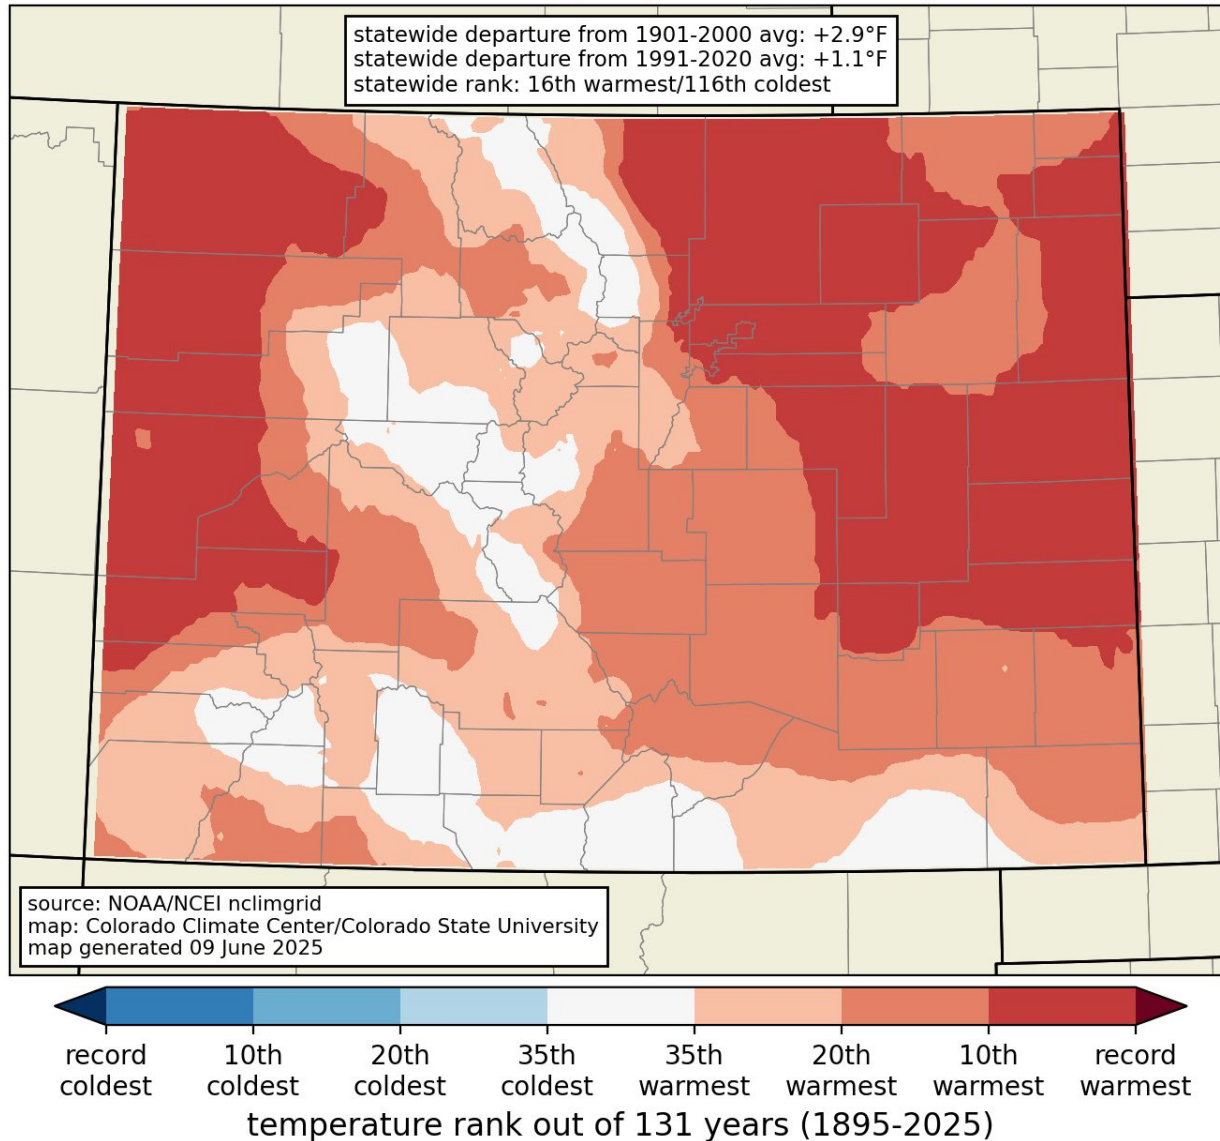 statewide departure from 1901-2000 avg: +2.9°F
statewide departure from 1991-2020 avg: +1.1°F
statewide rank: 16th warmest/116th coldest
source: NOAA/NCEI nclimgrid
map: Colorado Climate Center/Colorado State University
map generated 09 June 2025
record coldest
10th coldest
20th coldest
35th coldest
35th warmest
20th warmest
10th warmest
record warmest
temperature rank out of 131 years (1895-2025)